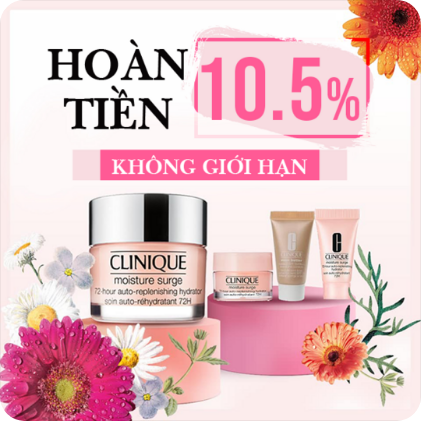 HOÀN
TIỀN
10.5%
KHÔNG GIỚI HẠN
CLINIQUE
moisture surge
72-hour auto-replenishing hydrator
soin auto-réhydratant 72H
CLINIQUE
moisture surge
CLINIQUE
CLINIQUE
moisture surge